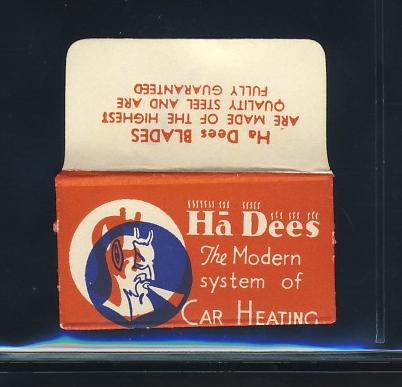 Ha Dees BLADES
ARE MADE OF THE HIGHEST
QUALITY STEEL AND ARE
FULLY GUARANTEED
Hā Dees
The Modern
system of
CAR HEATING